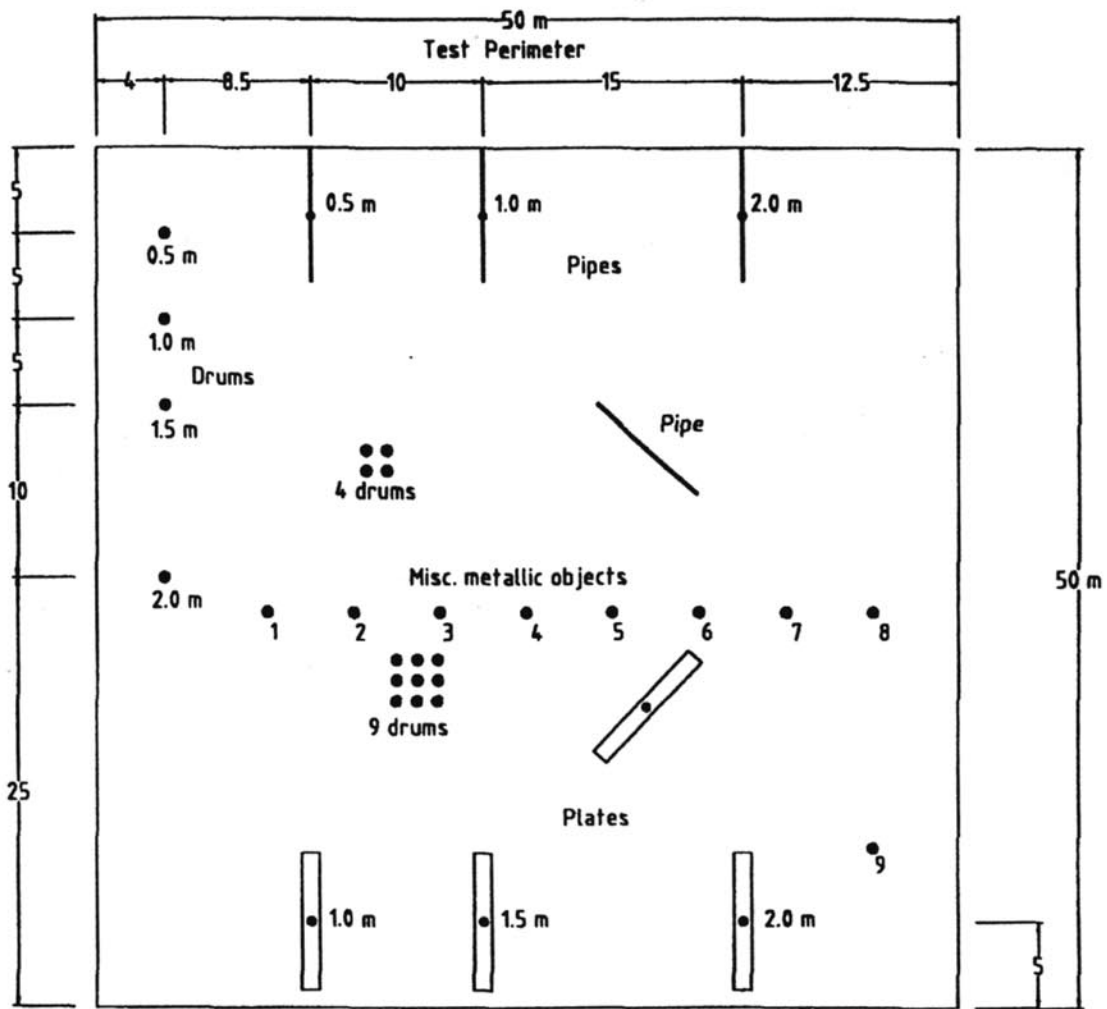 50 m
Test Perimeter
4 8.5 10 15 12.5
5
0.5 m 1.0 m 2.0 m
0.5 m
Pipes
5
1.0 m
5
Drums
1.5 m
Pipe
10
4 drums
Misc. metallic objects
50 m
2.0 m
1 2 3 4 5 6 7 8
9 drums
25
Plates
9
1.0 m 1.5 m 2.0 m
5